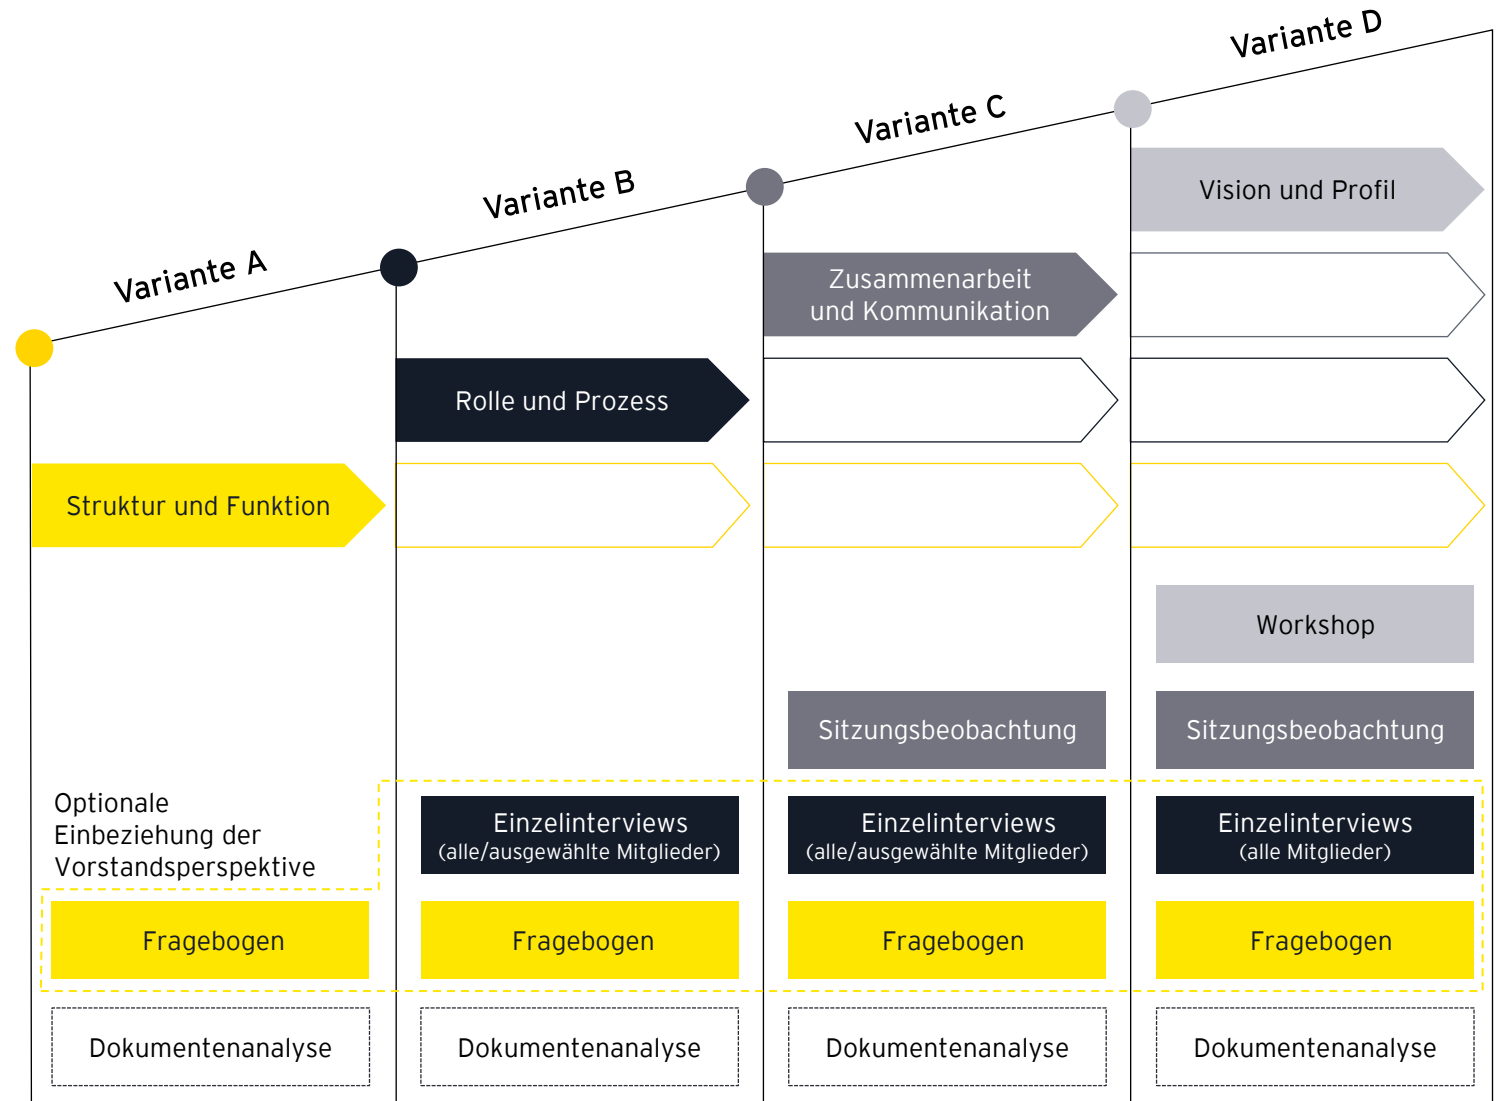 Variante A
Variante B
Variante C
Variante D
Vision und Profil
Zusammenarbeit
und Kommunikation
Rolle und Prozess
Struktur und Funktion
Workshop
Sitzungsbeobachtung
Sitzungsbeobachtung
Optionale
Einbeziehung der
Vorstandsperspektive
Einzelinterviews
(alle/ausgewählte Mitglieder)
Einzelinterviews
(alle/ausgewählte Mitglieder)
Einzelinterviews
(alle Mitglieder)
Fragebogen
Fragebogen
Fragebogen
Fragebogen
Dokumentenanalyse
Dokumentenanalyse
Dokumentenanalyse
Dokumentenanalyse